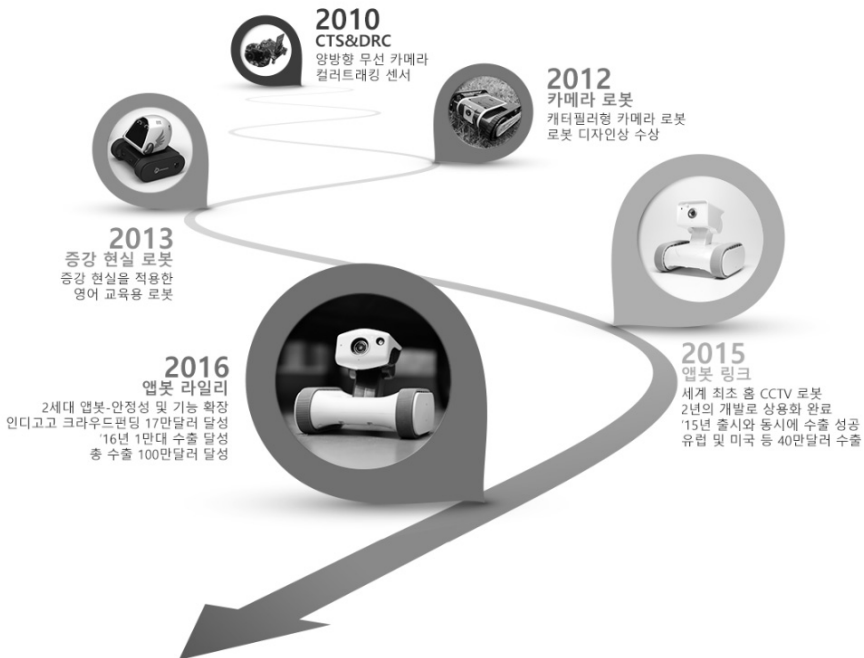 2010
CTS&DRC
양방향 무선 카메라
컬러트래킹 센서
2012
카메라 로봇
캐터필러형 카메라 로봇
로봇 디자인상 수상
2013
증강 현실 로봇
증강 현실을 적용한
영어 교육용 로봇
2015
앱봇 링크
세계 최초 홈 CCTV 로봇
2년의 개발로 상용화 완료
'15년 출시와 동시에 수출 성공
유럽 및 미국 등 40만달러 수출
2016
앱봇 라일리
2세대 앱봇-안정성 및 기능 확장
인디고고 크라우드펀딩 17만달러 달성
'16년 1만대 수출 달성
총 수출 100만달러 달성